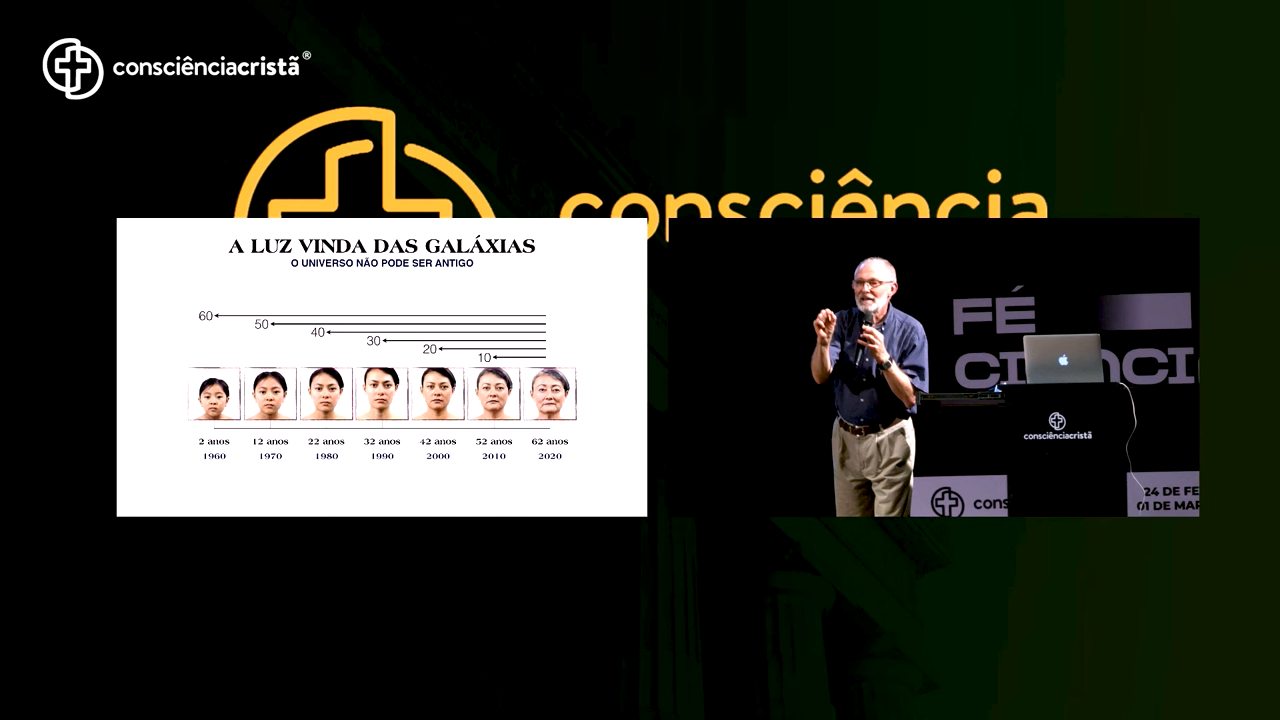 consciênciacristã®
consciência
A LUZ VINDA DAS GALÁXIAS
O UNIVERSO NÃO PODE SER ANTIGO
60
50
40
30
20
10
2 anos 12 anos 22 anos 32 anos 42 anos 52 anos 62 anos
1960 1970 1980 1990 2000 2010 2020
FÉ
consciênciacristã
cons
24 DE FE
01 DE MAR